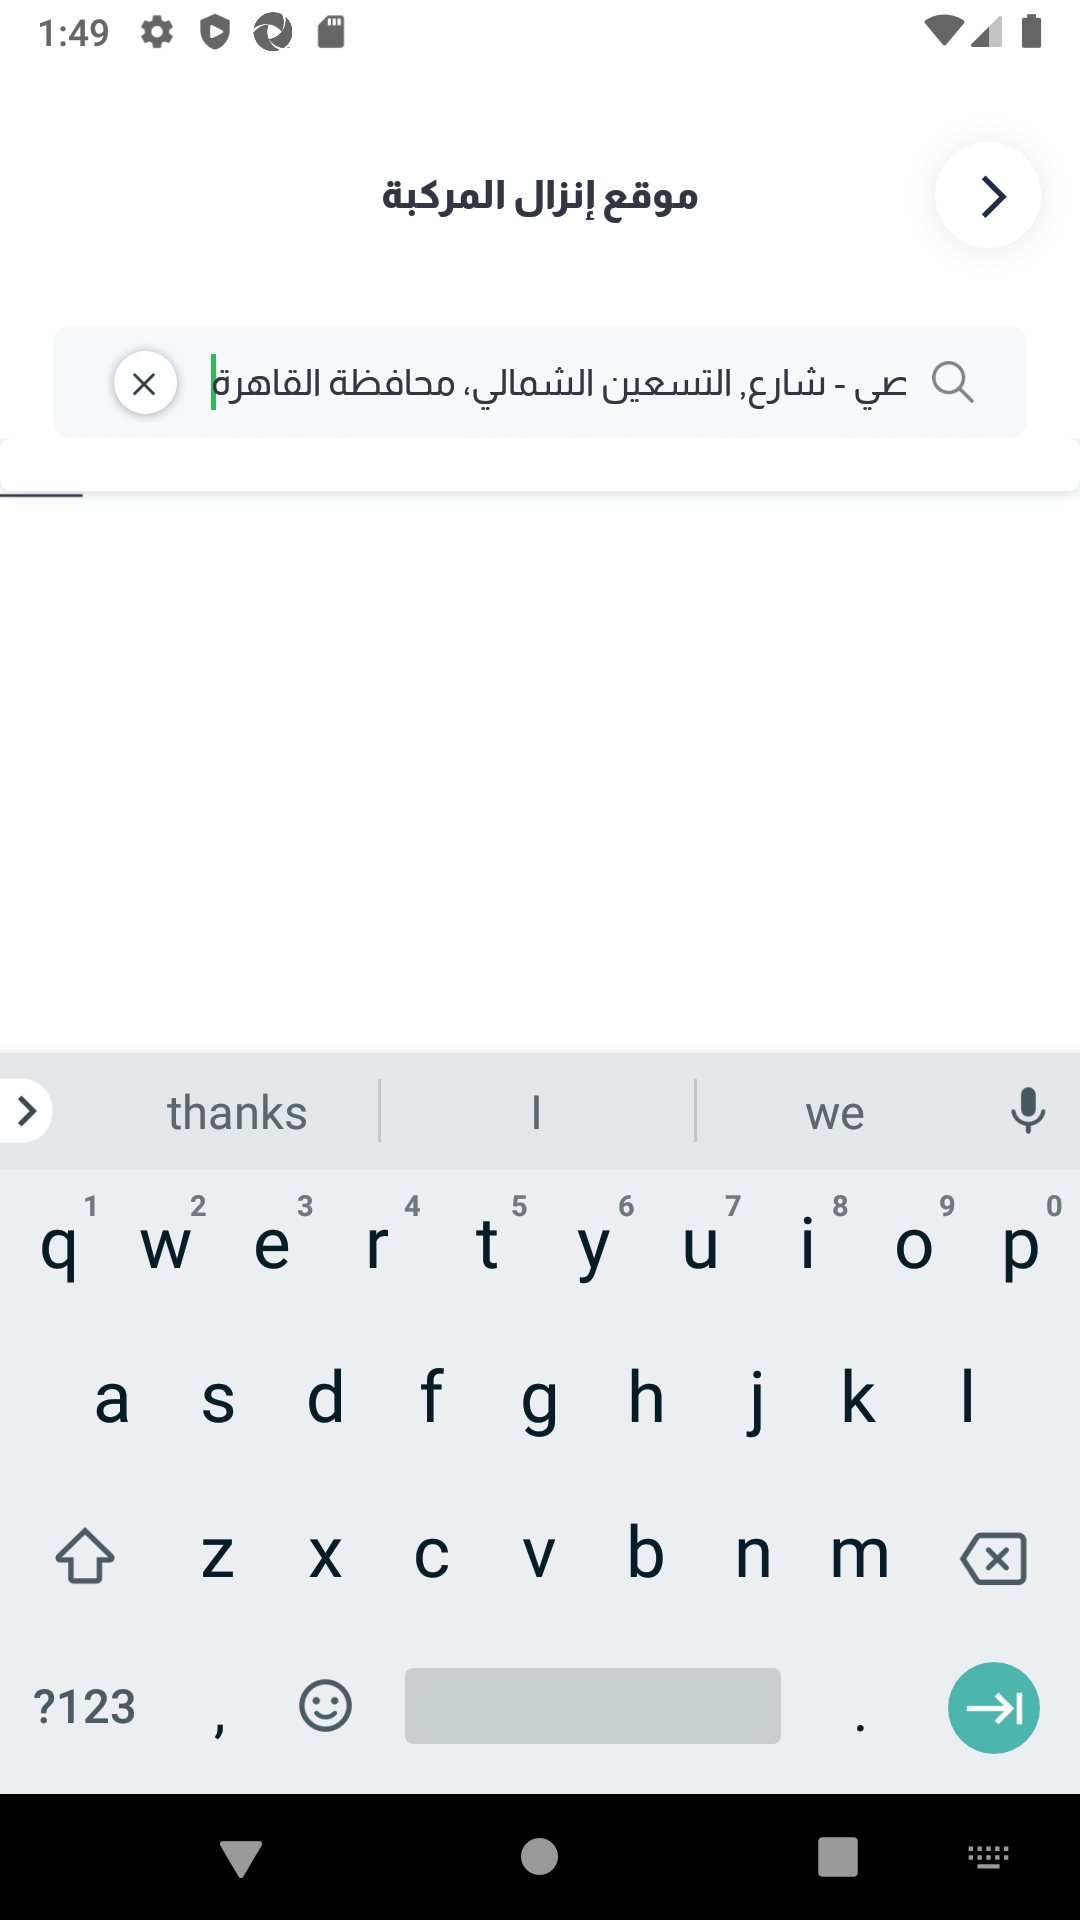 1:49
موقع إنزال المركبة
صي - شارع, التسعين الشمالي، محافظة القاهرة
thanks I we
1 2 3 4 5 6 7 8 9 0
q w e r t y u i o p
a s d f g h j k l
z x c v b n m
?123 , .